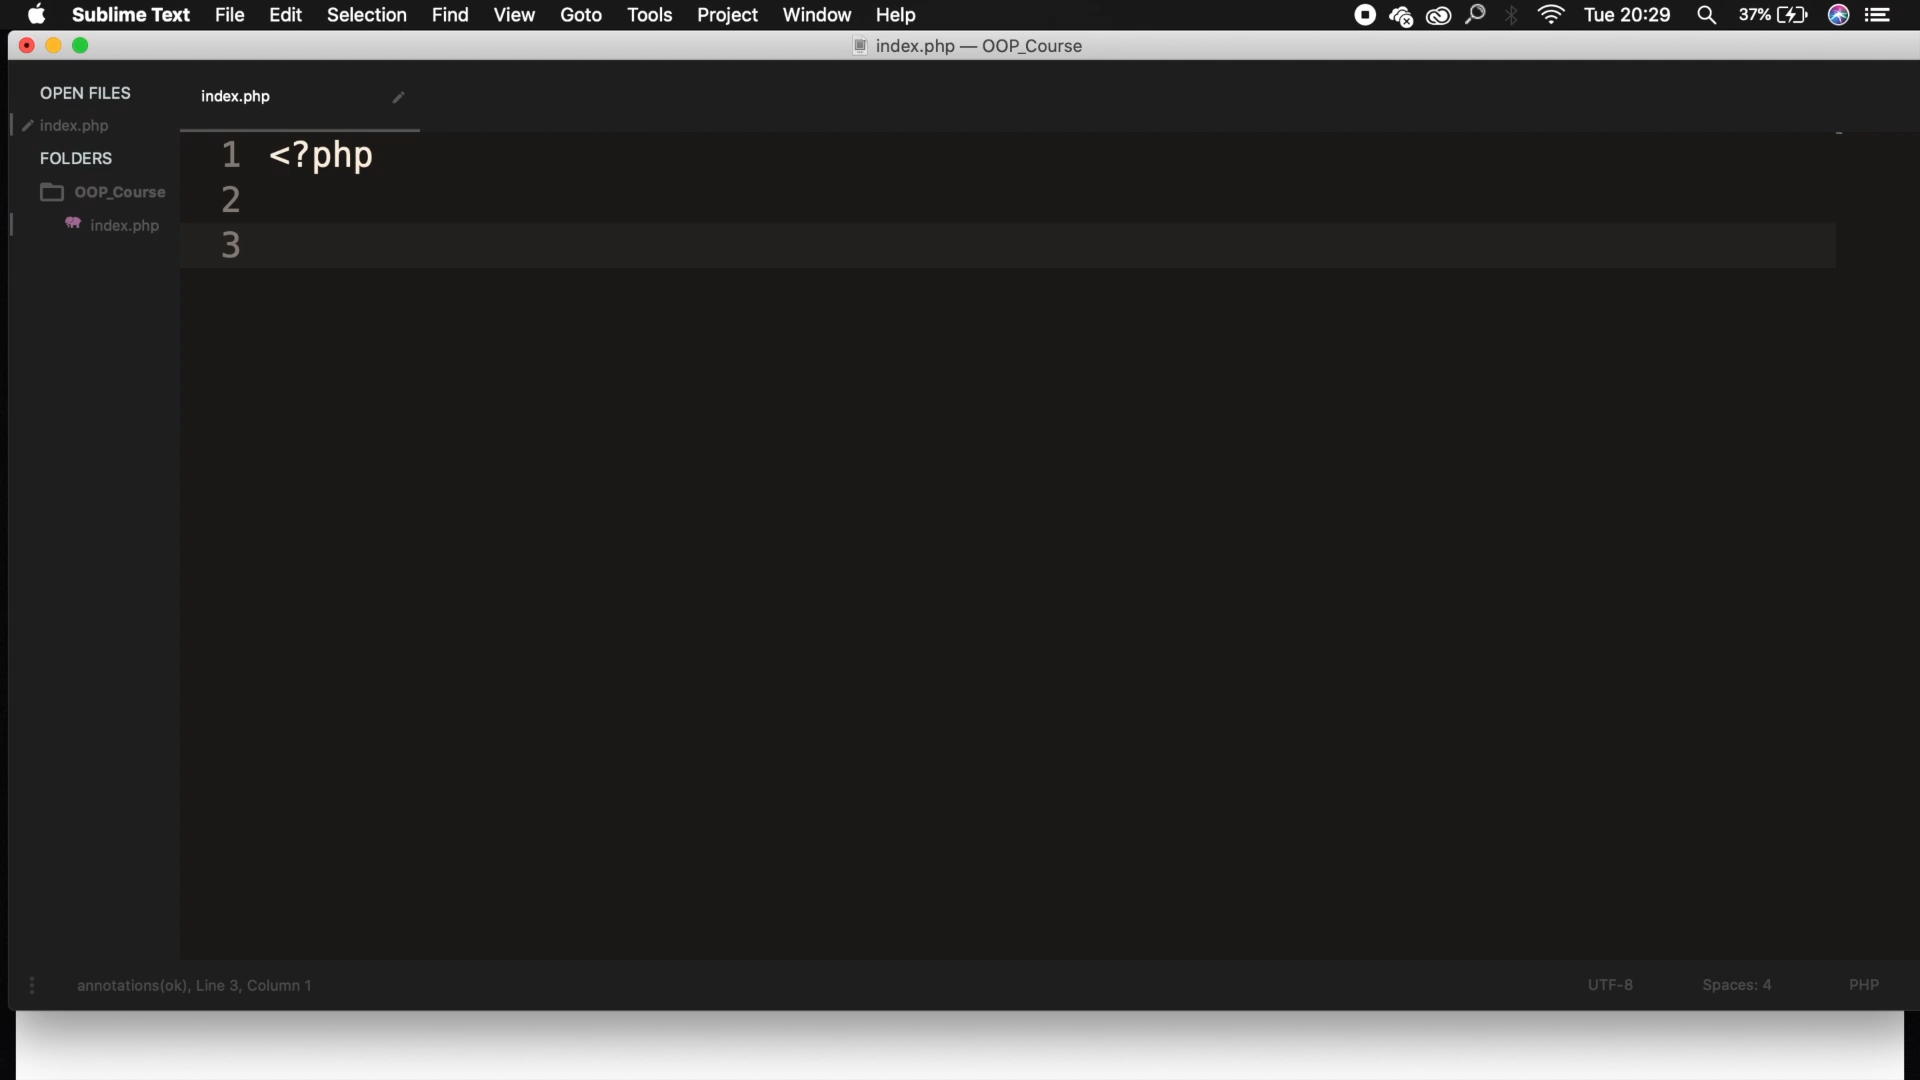 Sublime Text File Edit Selection Find View Goto Tools Project Window Help Tue 20:29 37%
index.php — OOP_Course
OPEN FILES
index.php
FOLDERS
OOP_Course
index.php
index.php
1 <?php
2
3
annotations(ok), Line 3, Column 1 UTF-8 Spaces: 4 PHP